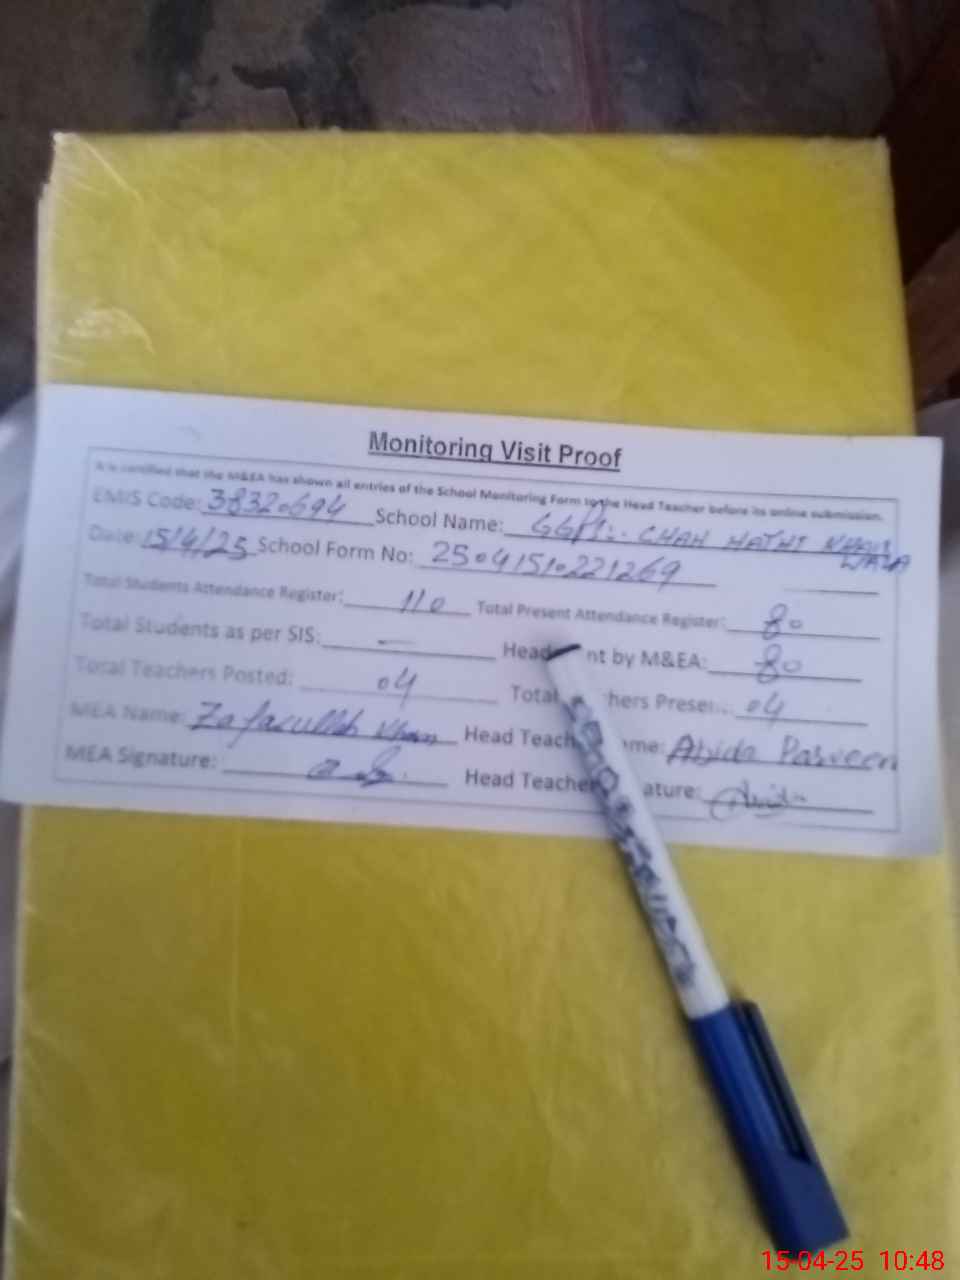 Monitoring Visit Proof
It is certified that the M&EA has shown all entries of the School Monitoring Form to the Head Teacher before its online submission.
EMIS Code: 38320694 School Name: GGPS. CHAH HATHI WALA
Date: 15/4/25 School Form No: 25041510221269
Total Students Attendance Register: 110 Total Present Attendance Register: 80
Total Students as per SIS: — Head nt by M&EA: 80
Total Teachers Posted: 04 Total hers Presen 04
MEA Name: Zafarullah Khan Head Teach me: Abida Parveen
MEA Signature: Head Teacher ature: Abida
15-04-25 10:48